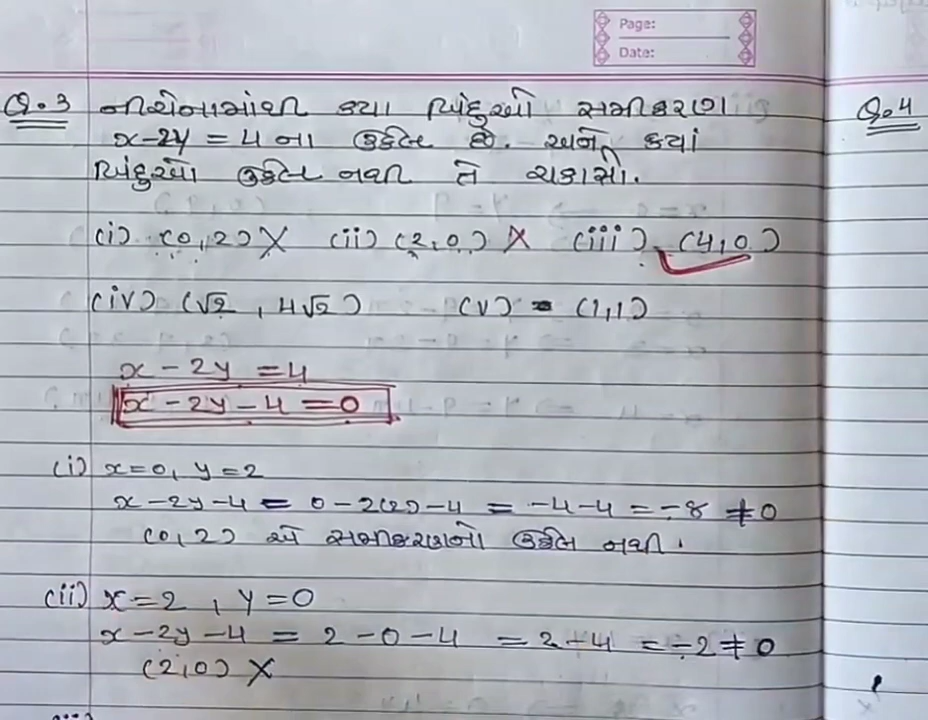 Page:
Date:
Q.3 નીચેનામાંથી કયા બિંદુઓ સમીકરણ
x-2y = 4 ના ઉકેલ છે. અને કયાં
બિંદુઓ ઉકેલ નથી તે ચકાસો.
Q.4
(i) (0,2) X (ii) (2,0) X (iii) (4,0)
(iv) (√2 , 4√2) (v) (1,1)
x - 2y = 4
x - 2y - 4 = 0
(i) x=0, y=2
x-2y-4 = 0-2(2)-4 = -4-4 = -8 ≠0
(0,2) એ સમીકરણનો ઉકેલ નથી.
(ii) x=2 , y=0
x-2y-4 = 2-0-4 = 2-4 = -2≠0
(2,0) X